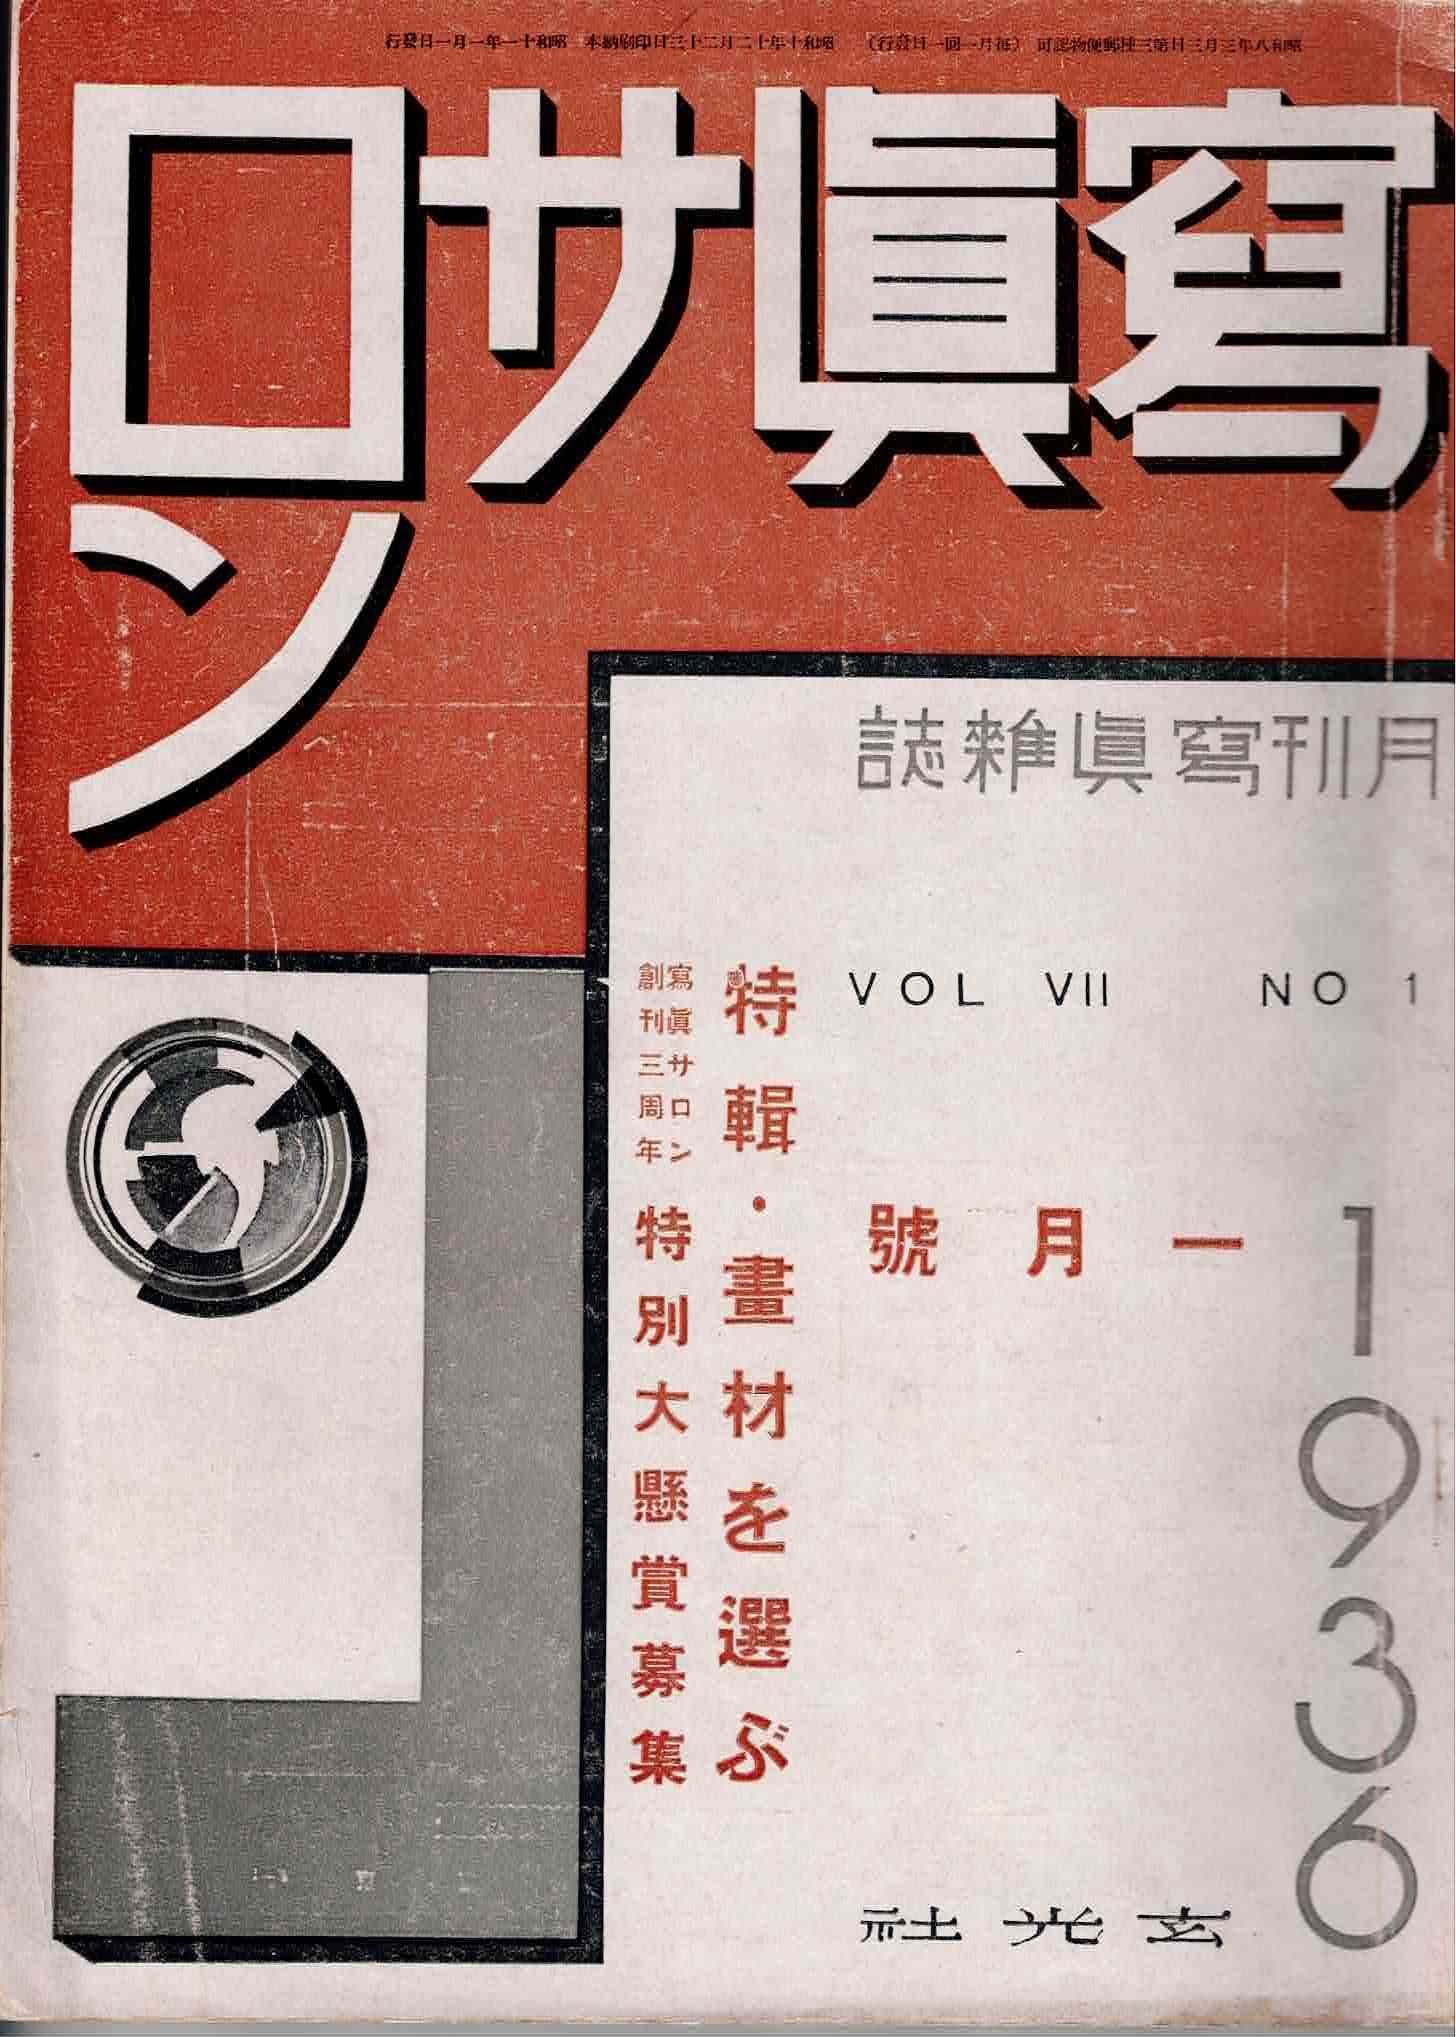 昭和八年三月三日第三種郵便物認可 (毎月一回一日發行) 昭和十年十二月二十三日印刷納本 昭和十一年一月一日發行
寫眞サロン
月刊寫眞雜誌
VOL VII NO 1
1936
一月號
特輯・畫材を選ぶ
寫眞サロン
創刊三周年
特別大懸賞募集
玄光社